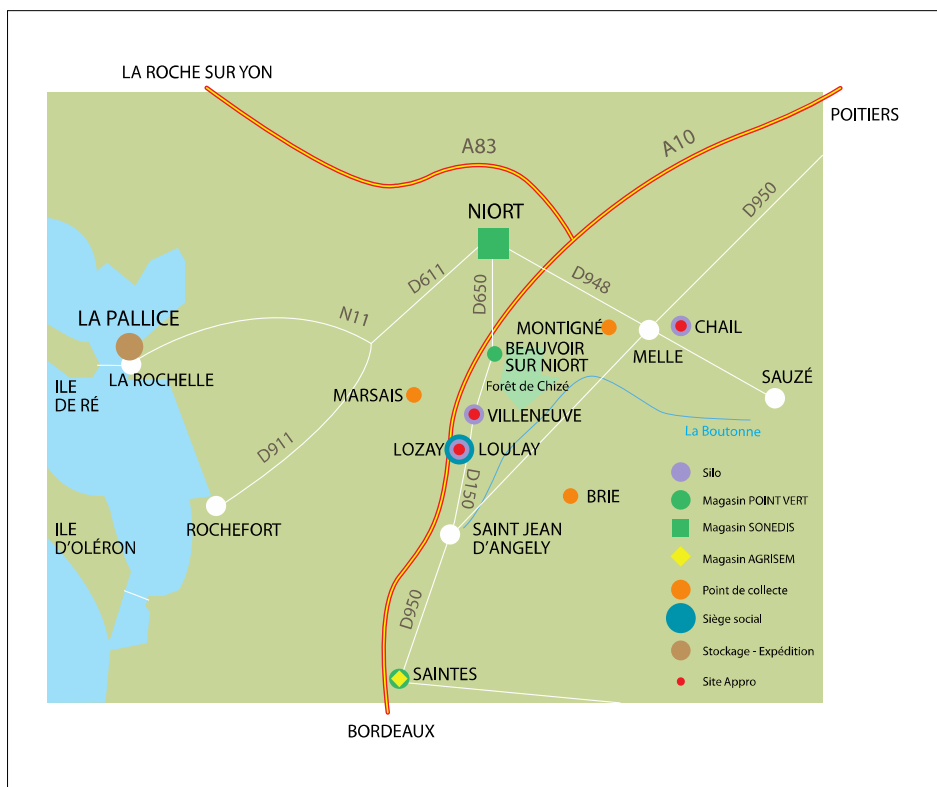 LA ROCHE SUR YON
POITIERS
A83
A10
D950
NIORT
D611
D650
D948
N11
LA PALLICE
MONTIGNÉ
CHAIL
BEAUVOIR
SUR NIORT
MELLE
LA ROCHELLE
ILE
DE RÉ
Forêt de Chizé
SAUZÉ
MARSAIS
VILLENEUVE
La Boutonne
D911
LOZAY
LOULAY
D150
BRIE
ROCHEFORT
ILE
D'OLÉRON
SAINT JEAN
D'ANGELY
D950
SAINTES
BORDEAUX
Silo
Magasin POINT VERT
Magasin SONEDIS
Magasin AGRISEM
Point de collecte
Siège social
Stockage - Expédition
Site Appro